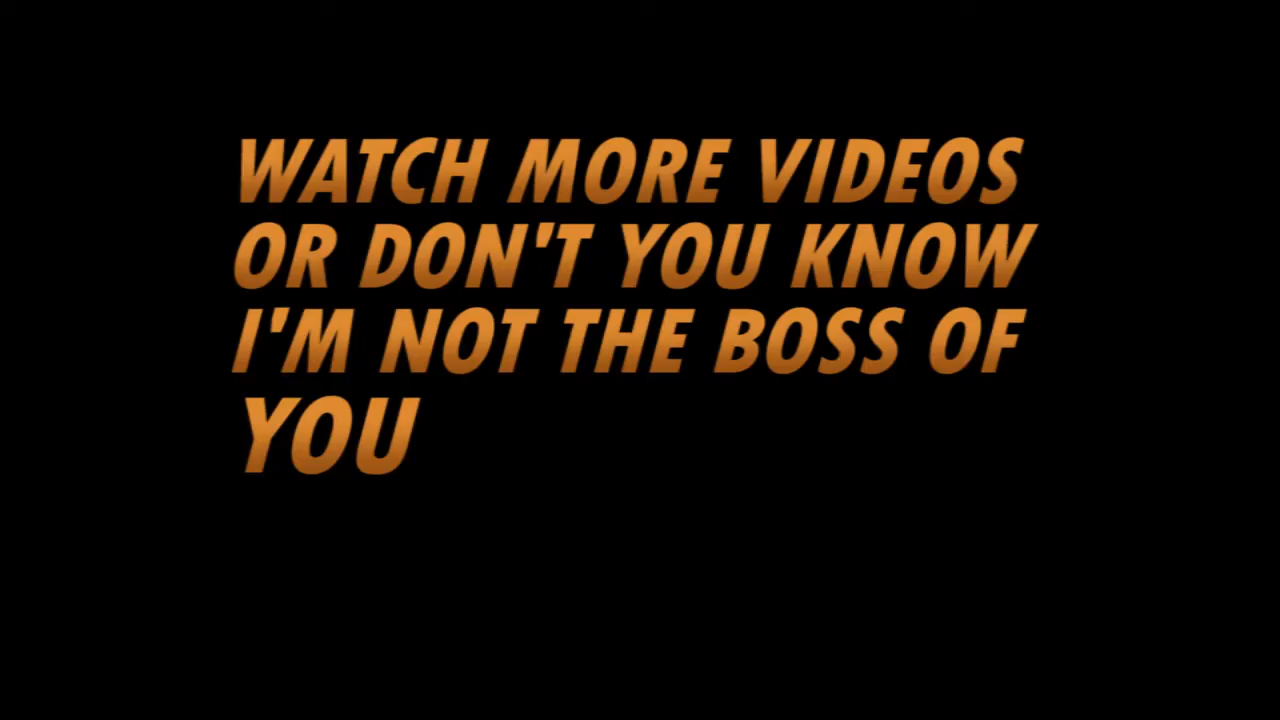 WATCH MORE VIDEOS
OR DON'T YOU KNOW
I'M NOT THE BOSS OF
YOU